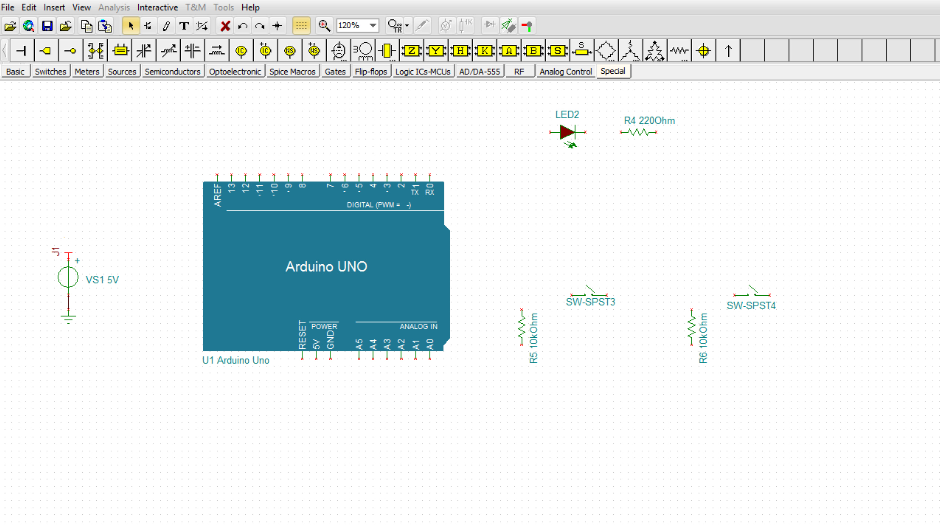 File Edit Insert View Analysis Interactive T&M Tools Help
120%
Basic Switches Meters Sources Semiconductors Optoelectronic Spice Macros Gates Flip-flops Logic ICs-MCUs AD/DA-555 RF Analog Control Special
LED2
R4 220Ohm
AREF 13 12 11 10 9 8 7 6 5 4 3 2 1 0
TX RX
DIGITAL (PWM = -)
J1
+
VS1 5V
Arduino UNO
SW-SPST3
SW-SPST4
R5 10kOhm
R6 10kOhm
POWER
ANALOG IN
RESET 5V GND A5 A4 A3 A2 A1 A0
U1 Arduino Uno